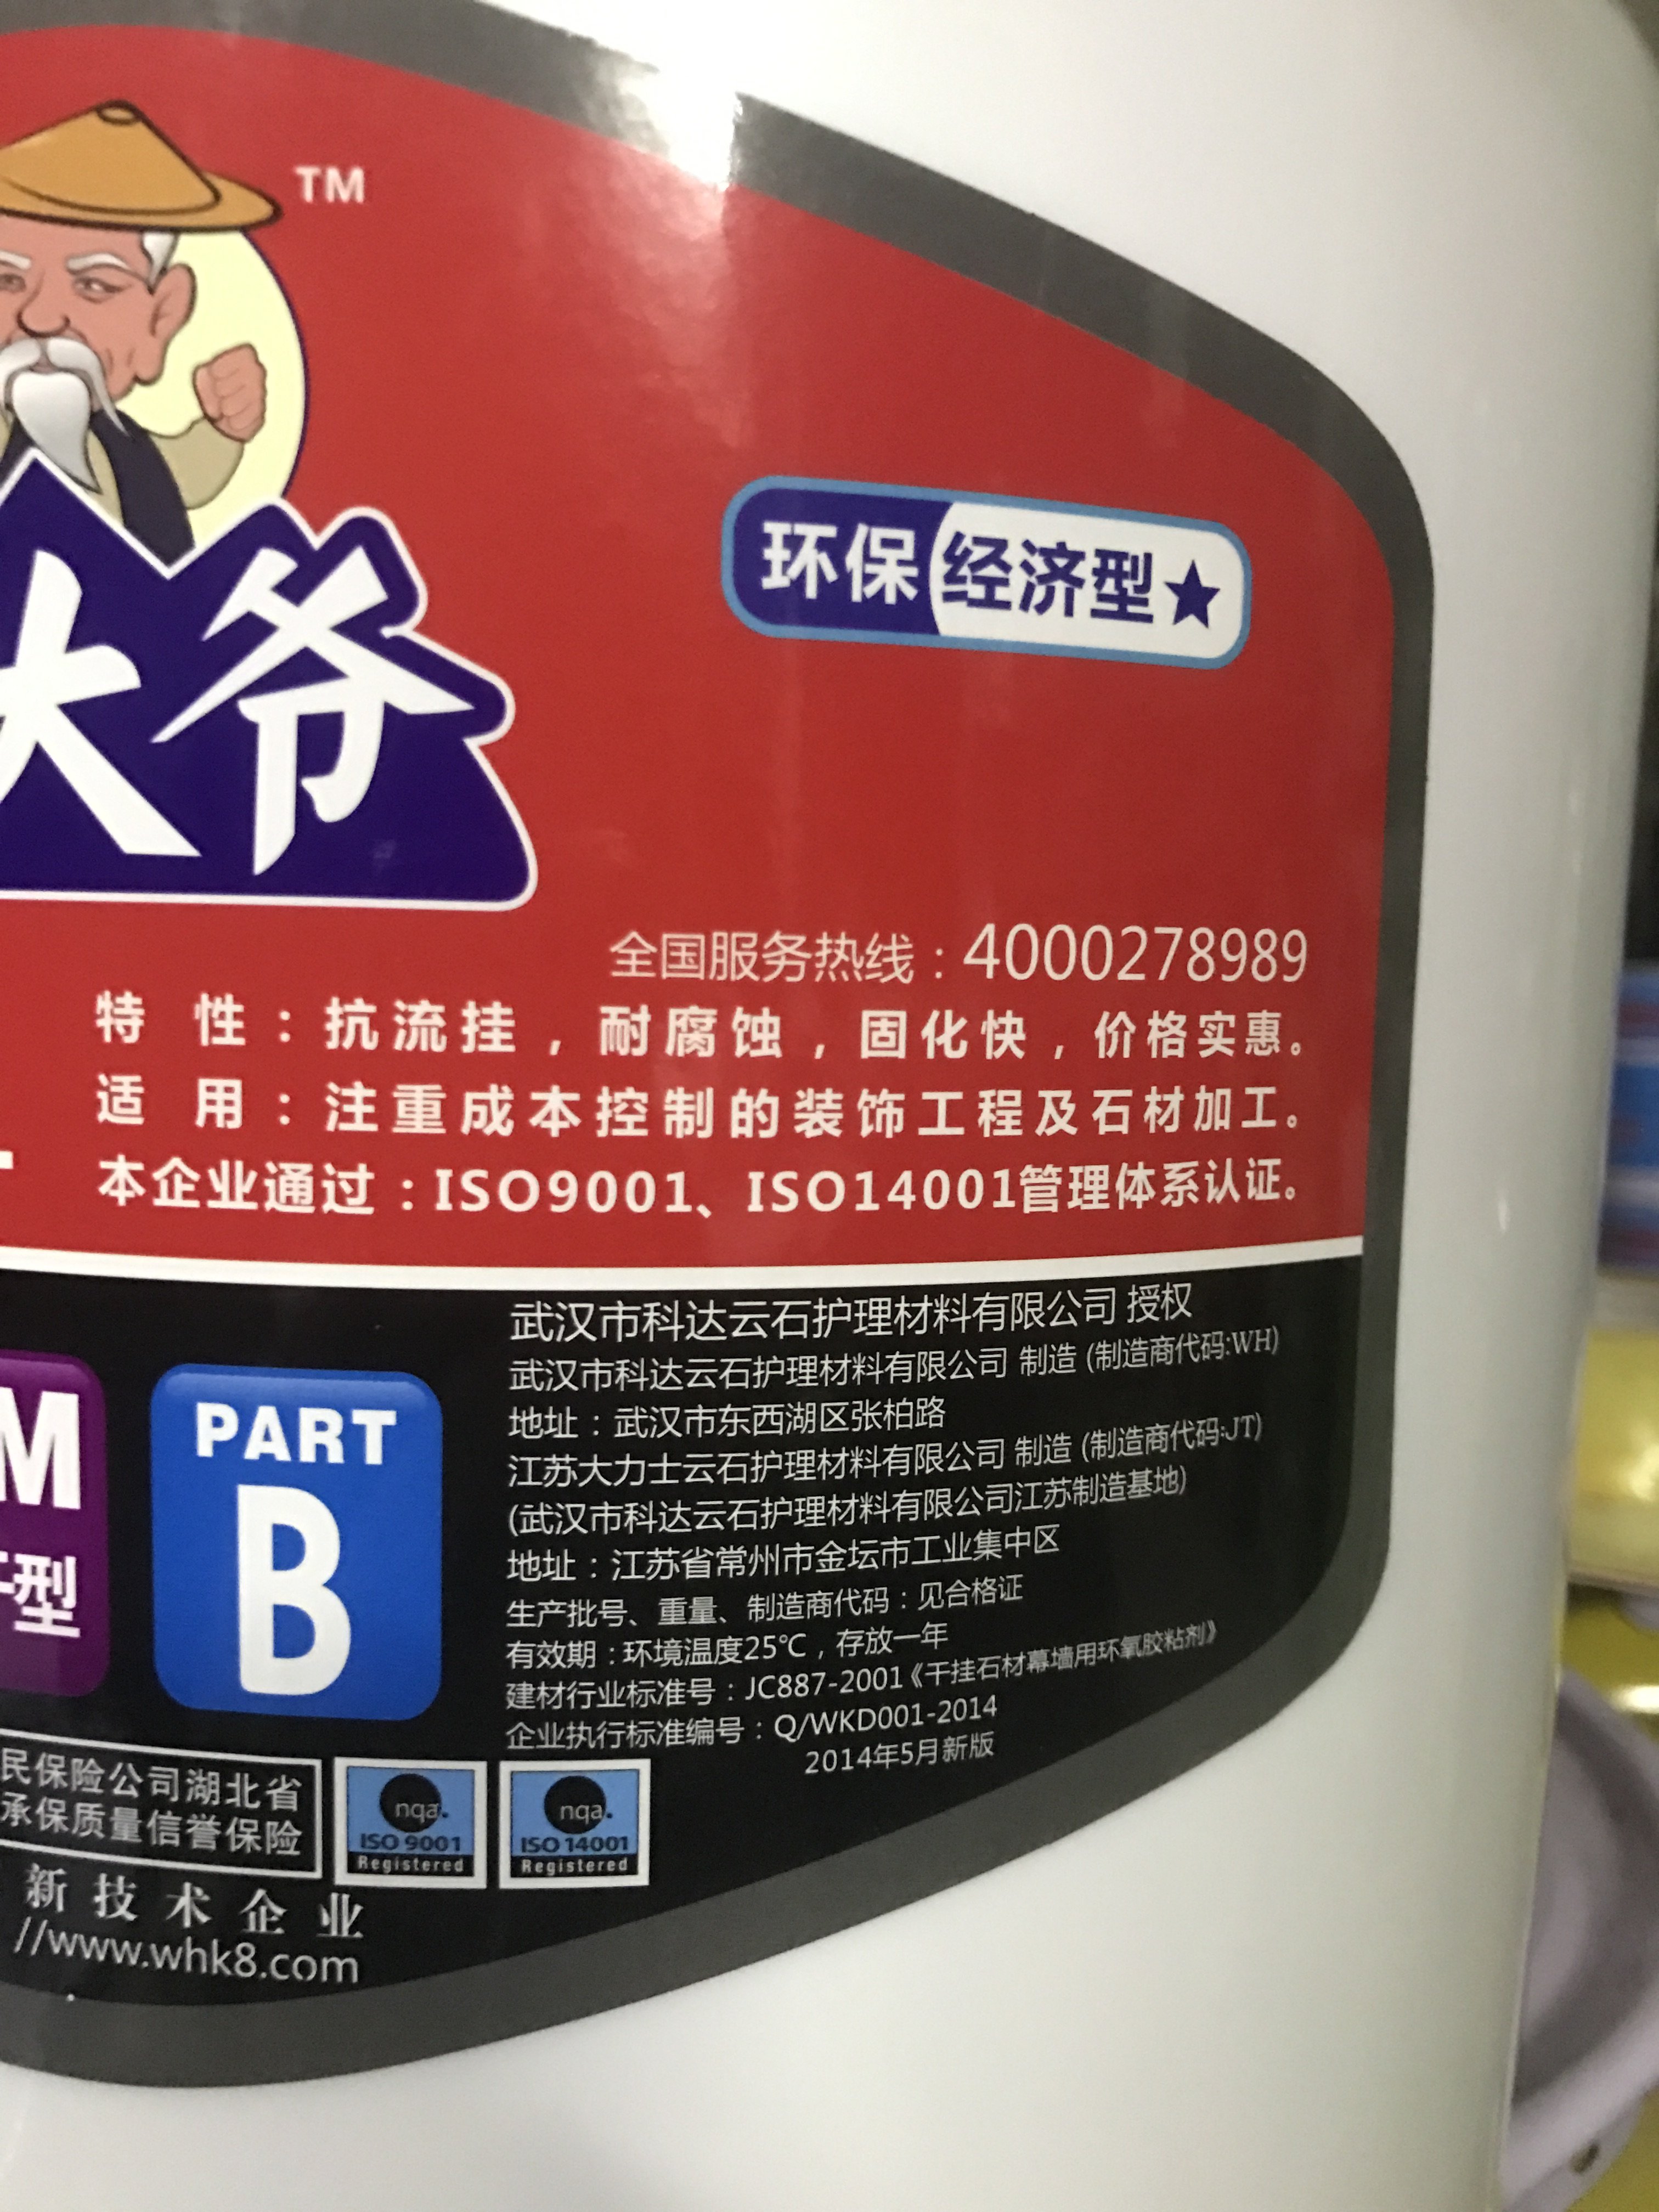 TM
大爷
环保 经济型★
全国服务热线：4000278989
特 性：抗流挂，耐腐蚀，固化快，价格实惠。
适 用：注重成本控制的装饰工程及石材加工。
本企业通过：ISO9001、ISO14001管理体系认证。
武汉市科达云石护理材料有限公司 授权
武汉市科达云石护理材料有限公司 制造 (制造商代码:WH)
地址：武汉市东西湖区张柏路
江苏大力士云石护理材料有限公司 制造 (制造商代码:JT)
(武汉市科达云石护理材料有限公司江苏制造基地)
地址：江苏省常州市金坛市工业集中区
生产批号、重量、制造商代码：见合格证
有效期：环境温度25℃，存放一年
建材行业标准号：JC887-2001《干挂石材幕墙用环氧胶粘剂》
企业执行标准编号：Q/WKD001-2014
2014年5月新版
M
型
PART
B
民保险公司湖北省
承保质量信誉保险
nqa.
ISO 9001
Registered
nqa.
ISO 14001
Registered
新技术企业
//www.whk8.com